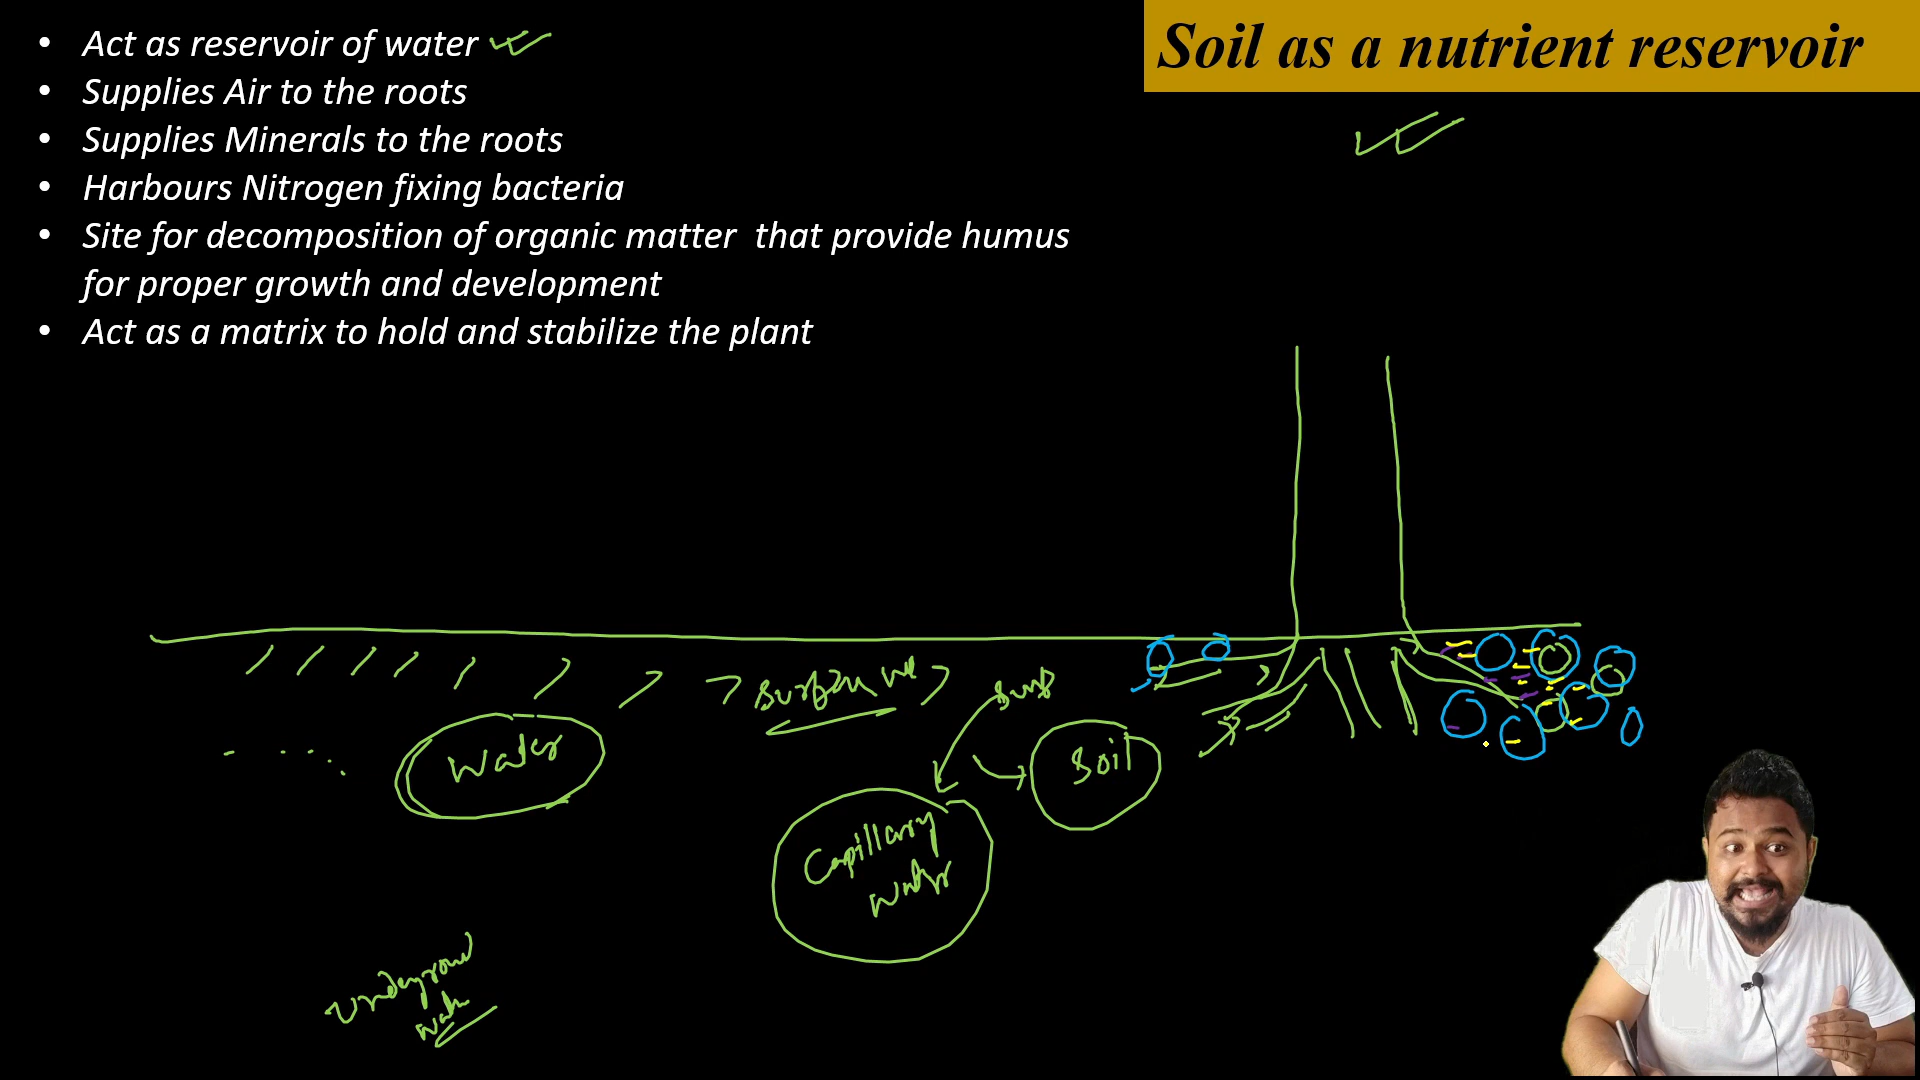 Soil as a nutrient reservoir
• Act as reservoir of water
• Supplies Air to the roots
• Supplies Minerals to the roots
• Harbours Nitrogen fixing bacteria
• Site for decomposition of organic matter that provide humus
for proper growth and development
• Act as a matrix to hold and stabilize the plant
Water
Soil
Capillary
water